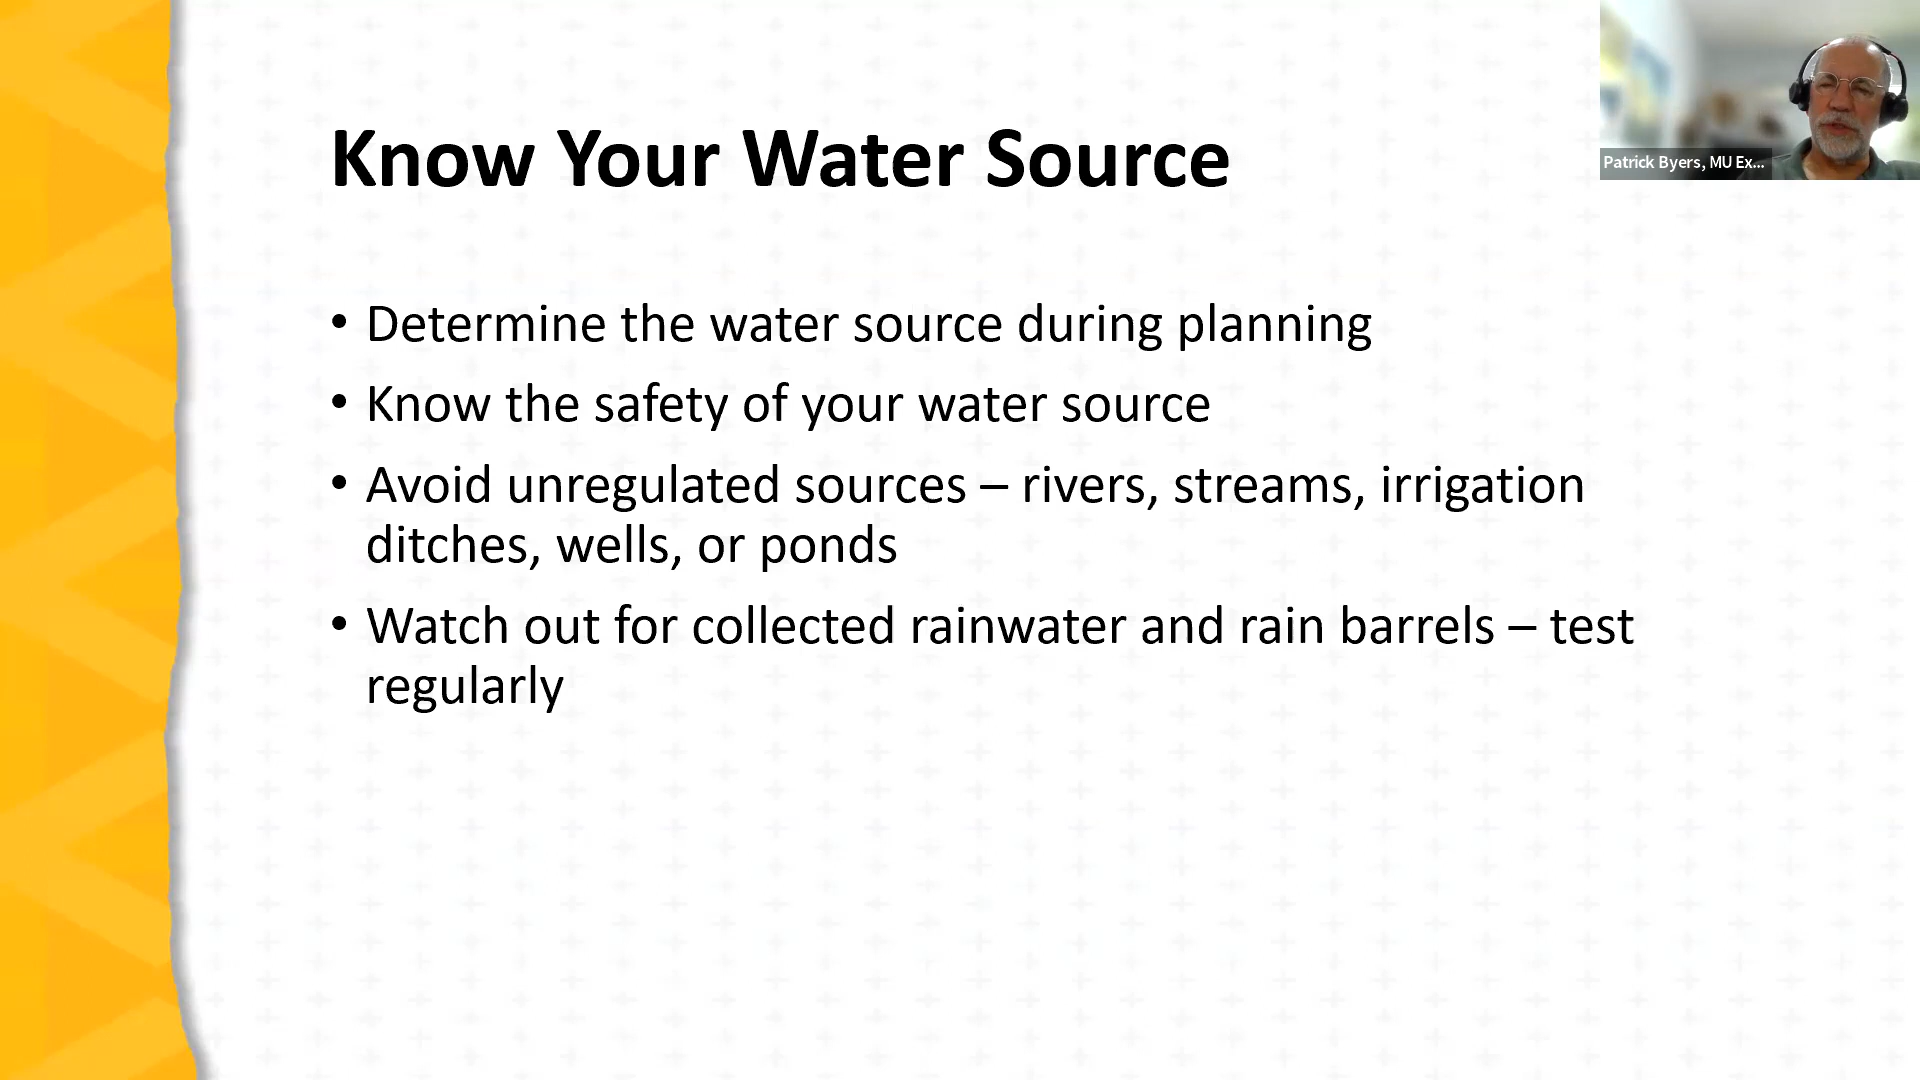 Know Your Water Source
Patrick Byers, MU Ex...
• Determine the water source during planning
• Know the safety of your water source
• Avoid unregulated sources – rivers, streams, irrigation
ditches, wells, or ponds
• Watch out for collected rainwater and rain barrels – test
regularly